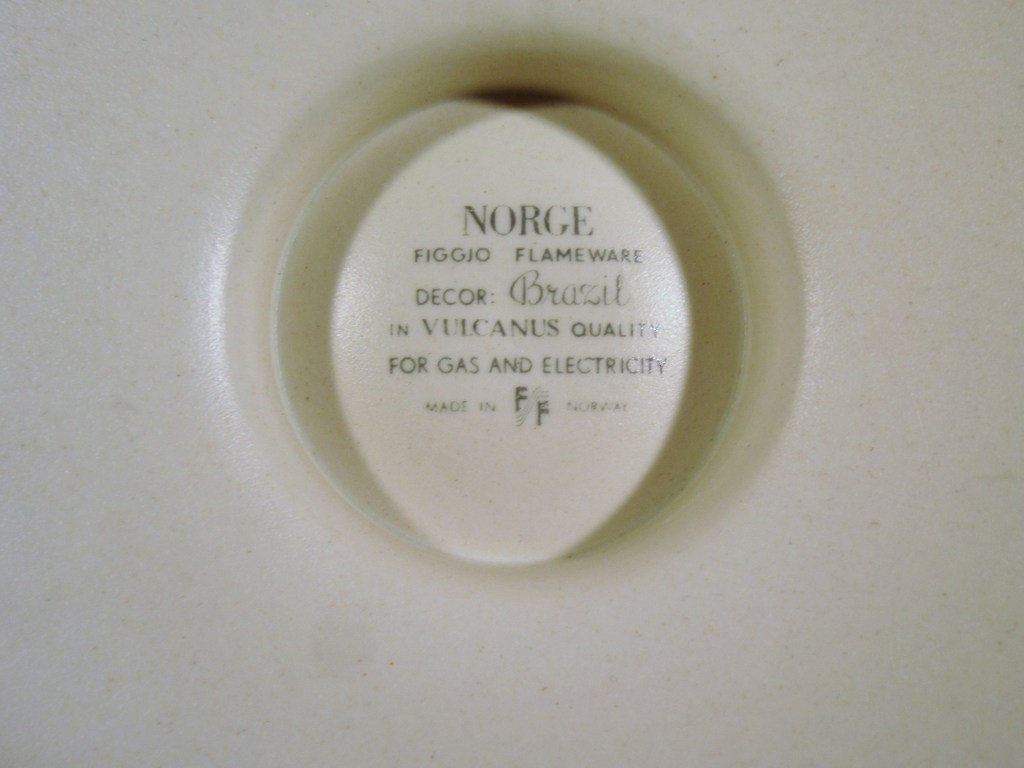 NORGE
FIGGJO FLAMEWARE
DECOR: Brazil
IN VULCANUS QUALITY
FOR GAS AND ELECTRICITY
MADE IN FF NORWAY